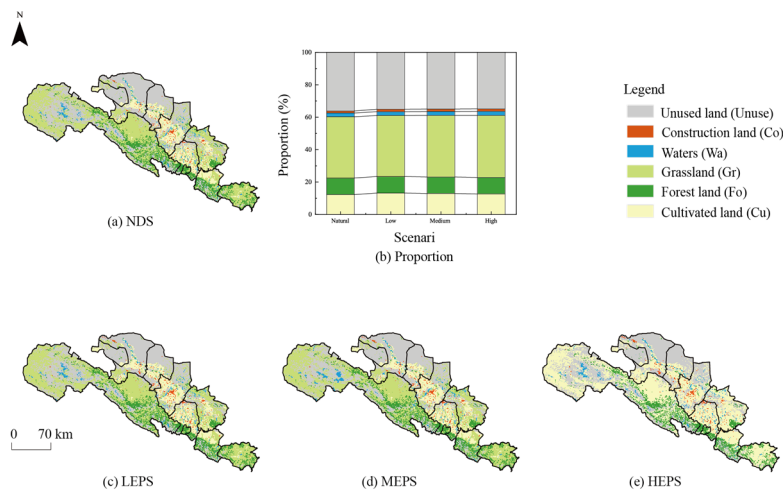 N
(a) NDS
100
80
60
40
20
0
Proportion (%)
Natural
Low
Medium
High
Scenari
(b) Proportion
Legend
Unused land (Unuse)
Construction land (Co)
Waters (Wa)
Grassland (Gr)
Forest land (Fo)
Cultivated land (Cu)
0 70 km
(c) LEPS
(d) MEPS
(e) HEPS